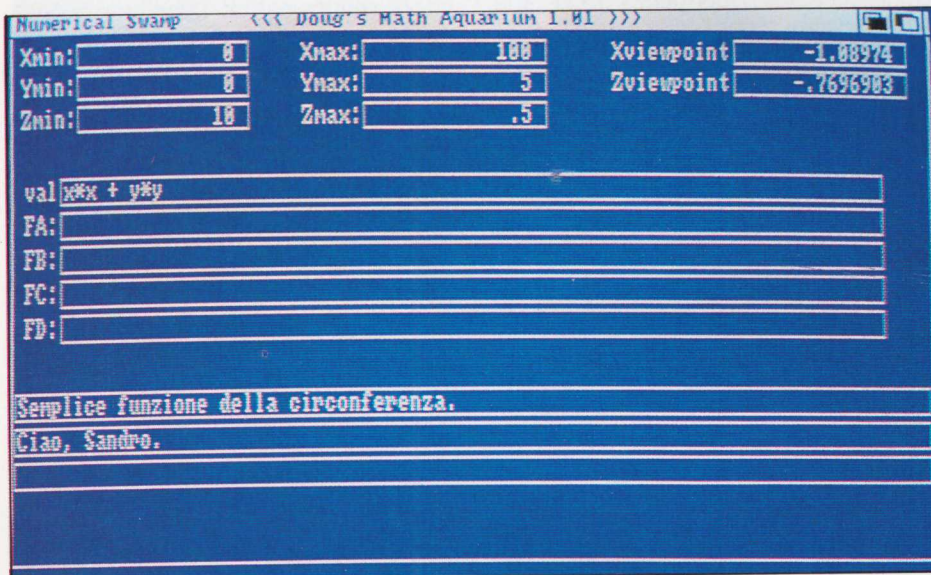 Numerical Swamp <<< Doug's Math Aquarium 1.01 >>>
Xmin: 0 Xmax: 100 Xviewpoint -1.08974
Ymin: 0 Ymax: 5 Zviewpoint -.7696903
Zmin: 10 Zmax: .5
val x*x + y*y
FA:
FB:
FC:
FD:
Semplice funzione della circonferenza.
Ciao, Sandro.